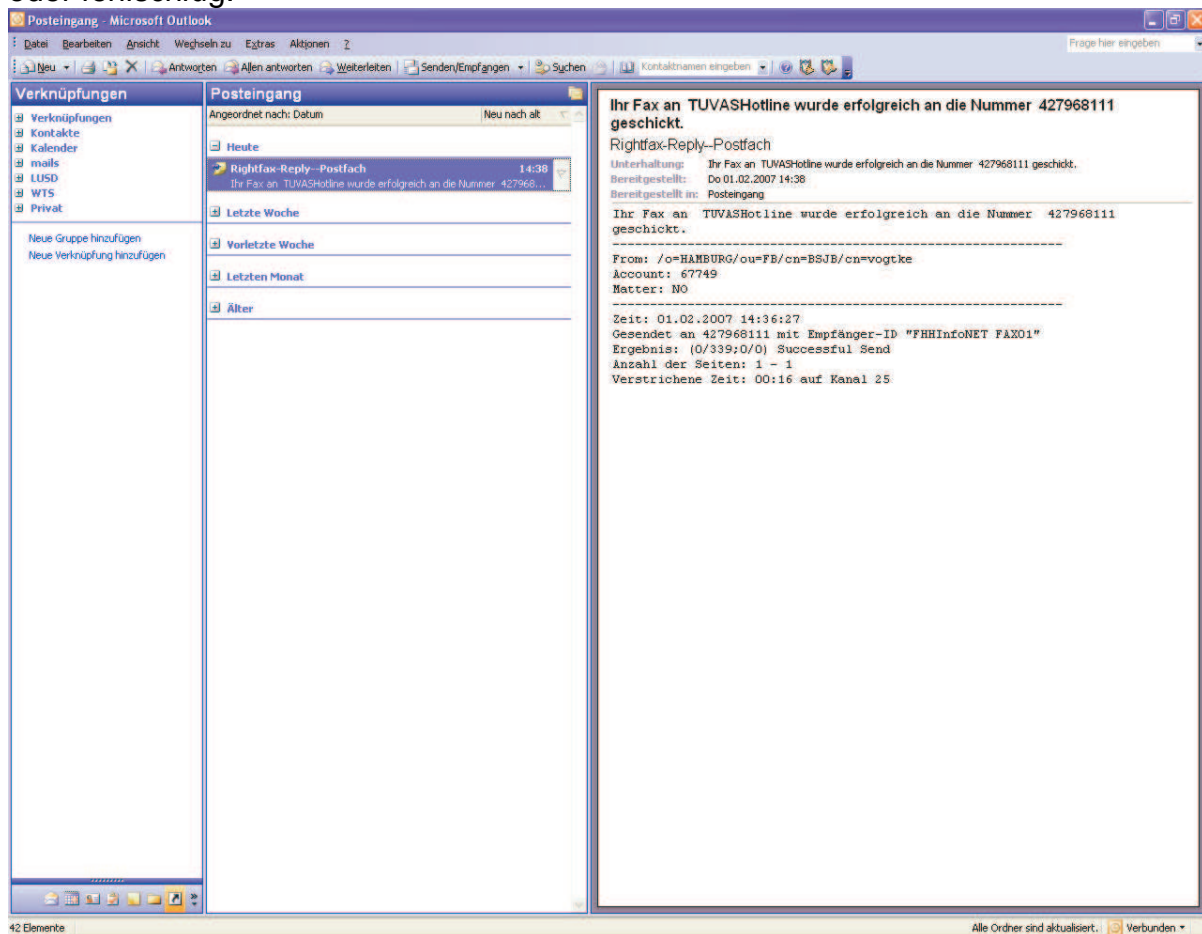 oder fehlschlug.
Posteingang - Microsoft Outlook
Datei Bearbeiten Ansicht Wechseln zu Extras Aktionen ?
Frage hier eingeben
Neu Antworten Allen antworten Weiterleiten Senden/Empfangen Suchen Kontaktnamen eingeben
Verknüpfungen
Verknüpfungen
Kontakte
Kalender
mails
LUSD
WTS
Privat
Neue Gruppe hinzufügen
Neue Verknüpfung hinzufügen
Posteingang
Angeordnet nach: Datum Neu nach alt
Heute
Rightfax-Reply--Postfach 14:38
Ihr Fax an TUVASHotline wurde erfolgreich an die Nummer 427968...
Letzte Woche
Vorletzte Woche
Letzten Monat
Älter
Ihr Fax an TUVASHotline wurde erfolgreich an die Nummer 427968111
geschickt.
Rightfax-Reply--Postfach
Unterhaltung: Ihr Fax an TUVASHotline wurde erfolgreich an die Nummer 427968111 geschickt.
Bereitgestellt: Do 01.02.2007 14:38
Bereitgestellt in: Posteingang
Ihr Fax an TUVASHotline wurde erfolgreich an die Nummer 427968111
geschickt.
------------------------------------------------------------
From: /o=HAMBURG/ou=FB/cn=BSJB/cn=vogtke
Account: 67749
Matter: NO
------------------------------------------------------------
Zeit: 01.02.2007 14:36:27
Gesendet an 427968111 mit Empfänger-ID "FHHInfoNET FAX01"
Ergebnis: (0/339;0/0) Successful Send
Anzahl der Seiten: 1 - 1
Verstrichene Zeit: 00:16 auf Kanal 25
42 Elemente
Alle Ordner sind aktualisiert. Verbunden